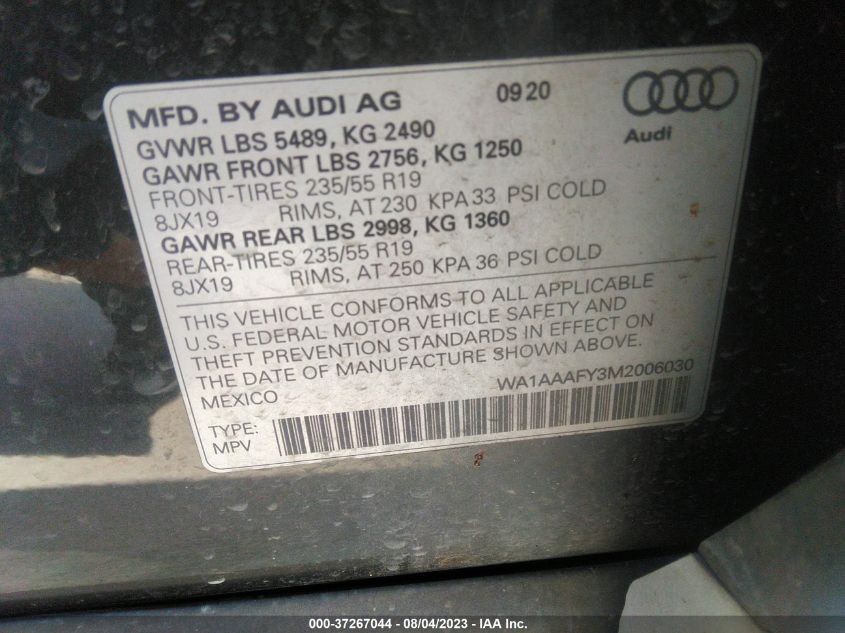 MFD. BY AUDI AG 0920
Audi
GVWR LBS 5489, KG 2490
GAWR FRONT LBS 2756, KG 1250
FRONT-TIRES 235/55 R19
8JX19 RIMS, AT 230 KPA 33 PSI COLD
GAWR REAR LBS 2998, KG 1360
REAR-TIRES 235/55 R19
8JX19 RIMS, AT 250 KPA 36 PSI COLD
THIS VEHICLE CONFORMS TO ALL APPLICABLE
U.S. FEDERAL MOTOR VEHICLE SAFETY AND
THEFT PREVENTION STANDARDS IN EFFECT ON
THE DATE OF MANUFACTURE SHOWN ABOVE.
MEXICO WA1AAAFY3M2006030
TYPE:
MPV
000-37267044 - 08/04/2023 - IAA Inc.